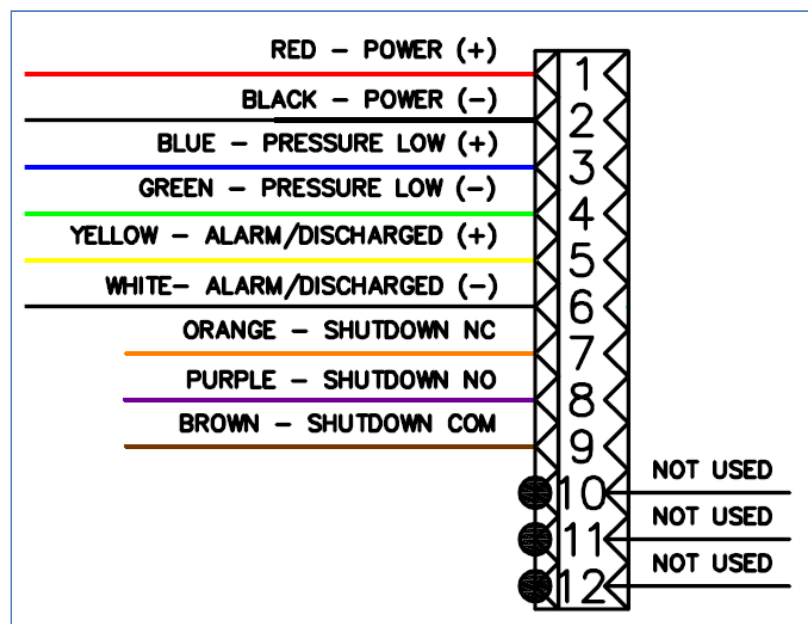 RED - POWER (+)
1
BLACK - POWER (-)
2
BLUE - PRESSURE LOW (+)
3
GREEN - PRESSURE LOW (-)
4
YELLOW - ALARM/DISCHARGED (+)
5
WHITE- ALARM/DISCHARGED (-)
6
ORANGE - SHUTDOWN NC
7
PURPLE - SHUTDOWN NO
8
BROWN - SHUTDOWN COM
9
10 NOT USED
11 NOT USED
12 NOT USED